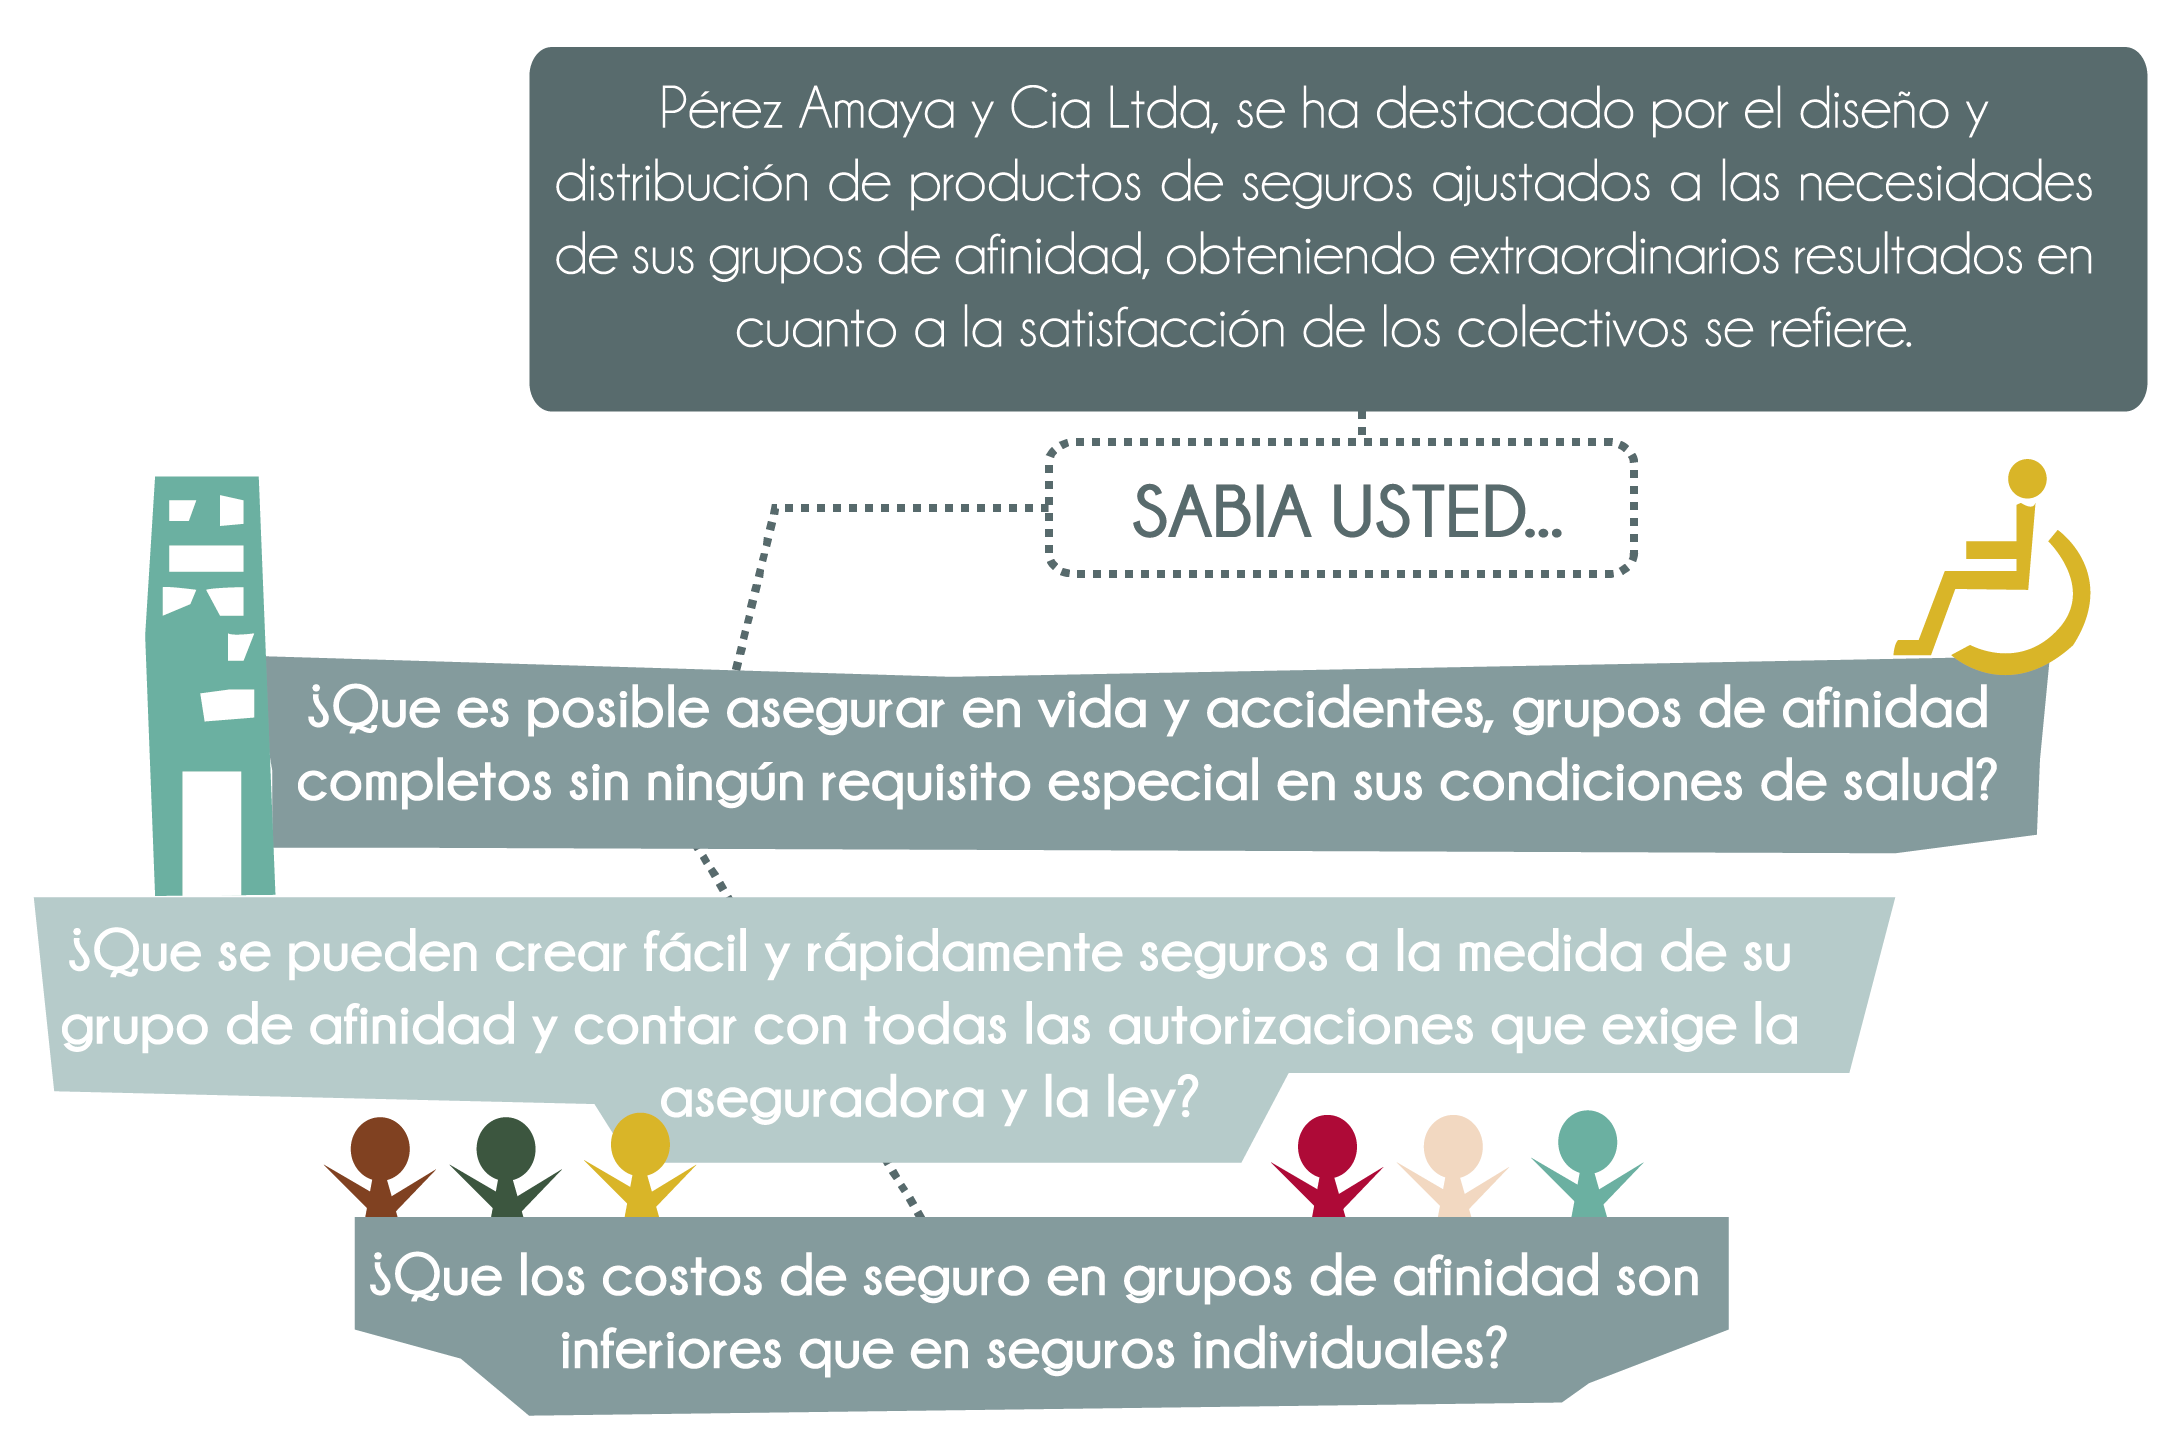 Pérez Amaya y Cia Ltda, se ha destacado por el diseño y
distribución de productos de seguros ajustados a las necesidades
de sus grupos de afinidad, obteniendo extraordinarios resultados en
cuanto a la satisfacción de los colectivos se refiere.
SABIA USTED...
¿Que es posible asegurar en vida y accidentes, grupos de afinidad
completos sin ningún requisito especial en sus condiciones de salud?
¿Que se pueden crear fácil y rápidamente seguros a la medida de su
grupo de afinidad y contar con todas las autorizaciones que exige la
aseguradora y la ley?
¿Que los costos de seguro en grupos de afinidad son
inferiores que en seguros individuales?